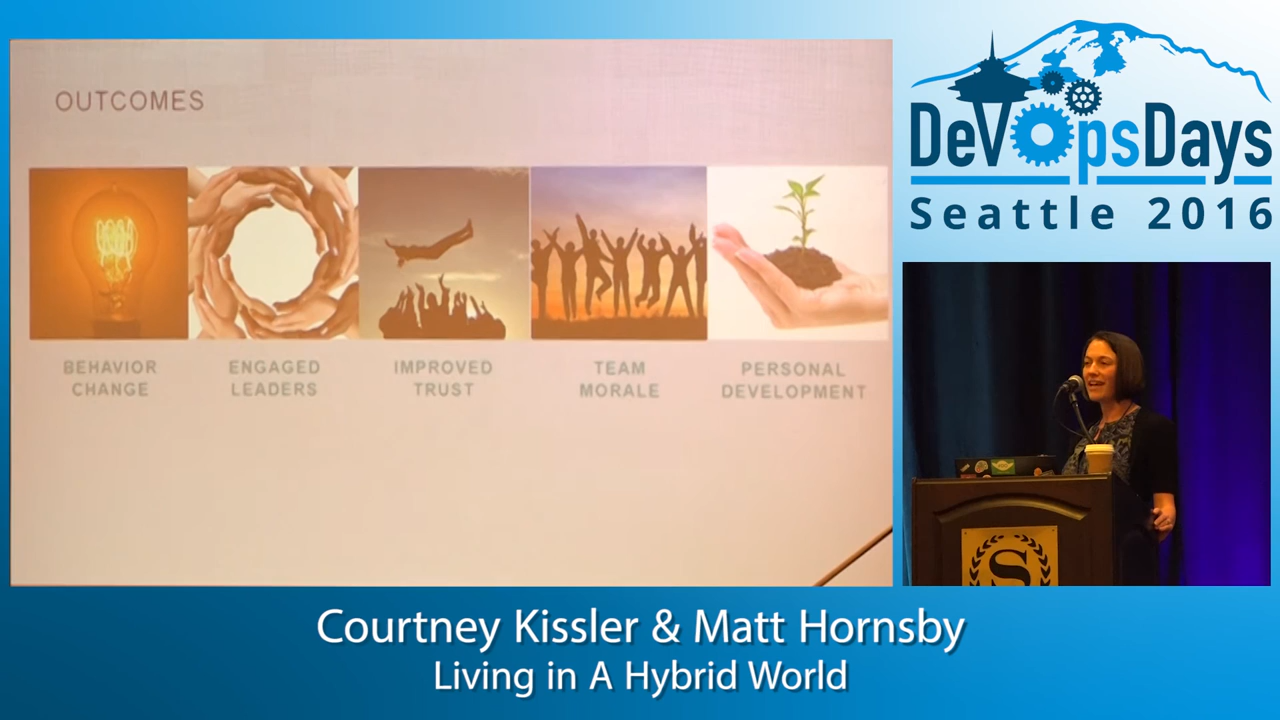 OUTCOMES
BEHAVIOR
CHANGE
ENGAGED
LEADERS
IMPROVED
TRUST
TEAM
MORALE
PERSONAL
DEVELOPMENT
DevOpsDays
Seattle 2016
S
Courtney Kissler & Matt Hornsby
Living in A Hybrid World